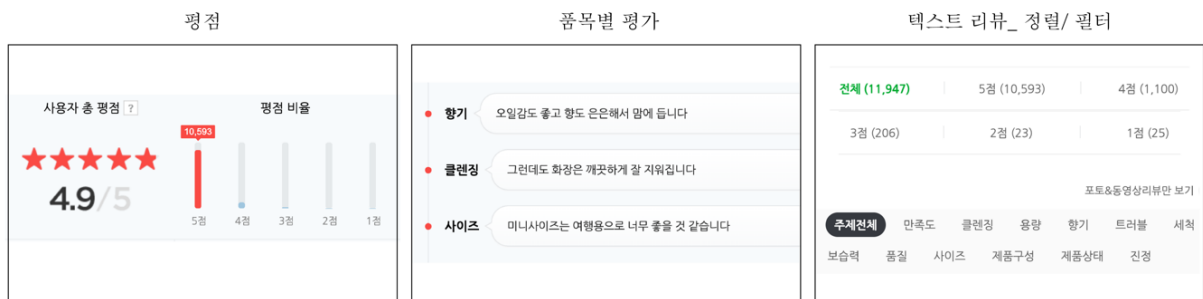 평점
사용자 총 평점 ?
4.9/5
평점 비율
10,593
5점 4점 3점 2점 1점
품목별 평가
향기 오일감도 좋고 향도 은은해서 맘에 듭니다
클렌징 그런데도 화장은 깨끗하게 잘 지워집니다
사이즈 미니사이즈는 여행용으로 너무 좋을 것 같습니다
텍스트 리뷰_ 정렬/ 필터
전체 (11,947) 5점 (10,593) 4점 (1,100)
3점 (206) 2점 (23) 1점 (25)
포토&동영상리뷰만 보기
주제전체 만족도 클렌징 용량 향기 트러블 세척
보습력 품질 사이즈 제품구성 제품상태 진정